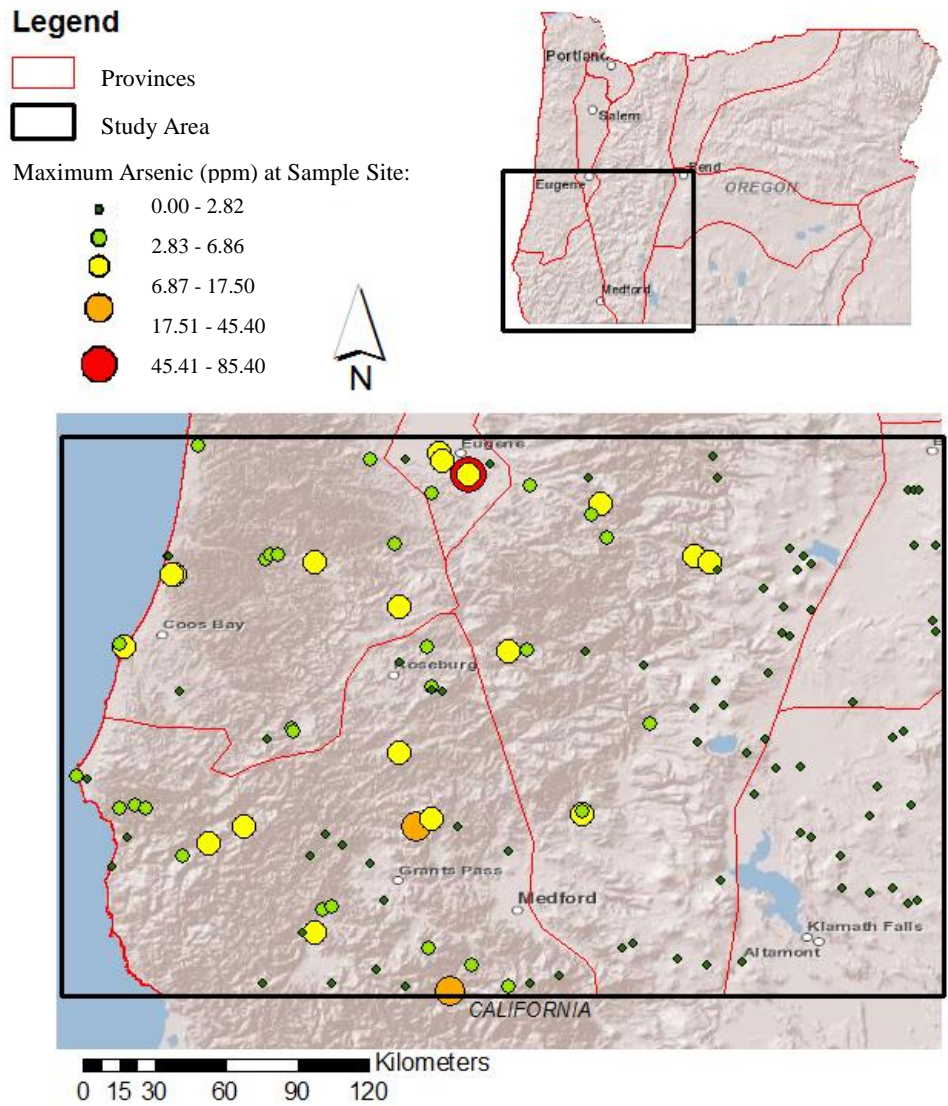 Legend
Provinces
Study Area
Maximum Arsenic (ppm) at Sample Site:
0.00 - 2.82
2.83 - 6.86
6.87 - 17.50
17.51 - 45.40
45.41 - 85.40
N
Portland
Salem
Bend
Eugene
OREGON
Medford
Eugene
Coos Bay
Roseburg
Grants Pass
Medford
Klamath Falls
Altamont
CALIFORNIA
Kilometers
0 15 30 60 90 120